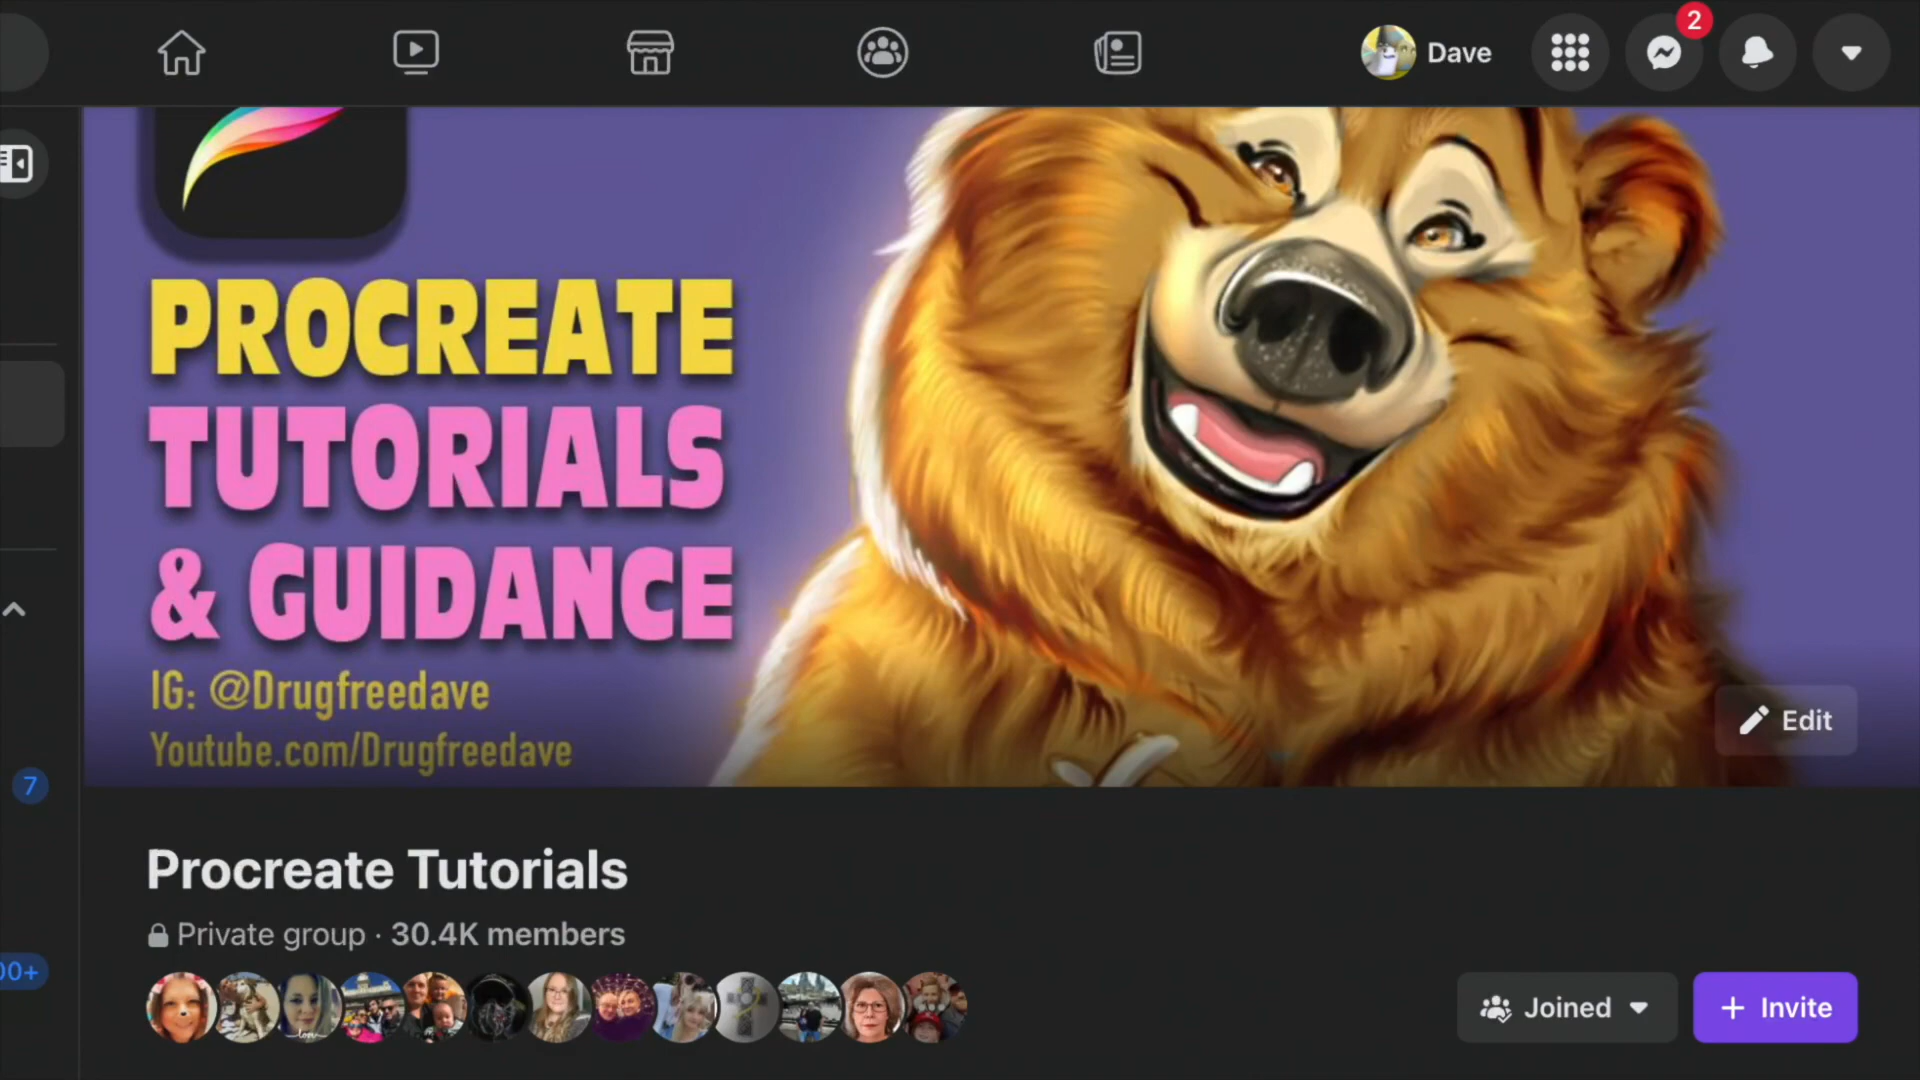 Dave
2
PROCREATE
TUTORIALS
& GUIDANCE
IG: @Drugfreedave
Youtube.com/Drugfreedave
Edit
7
Procreate Tutorials
Private group · 30.4K members
00+
Joined
+ Invite